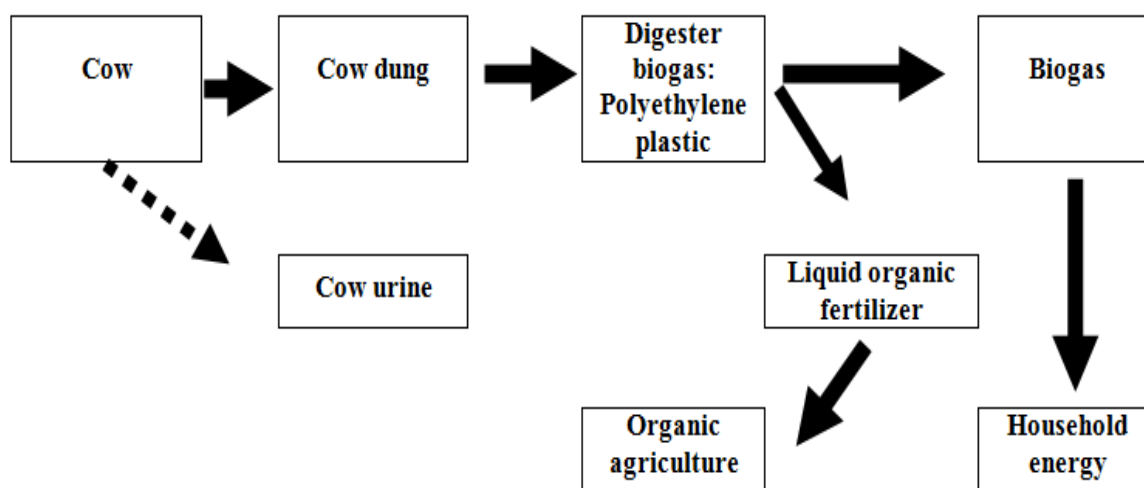 Cow
Cow dung
Digester
biogas:
Polyethylene
plastic
Biogas
Cow urine
Liquid organic
fertilizer
Organic
agriculture
Household
energy